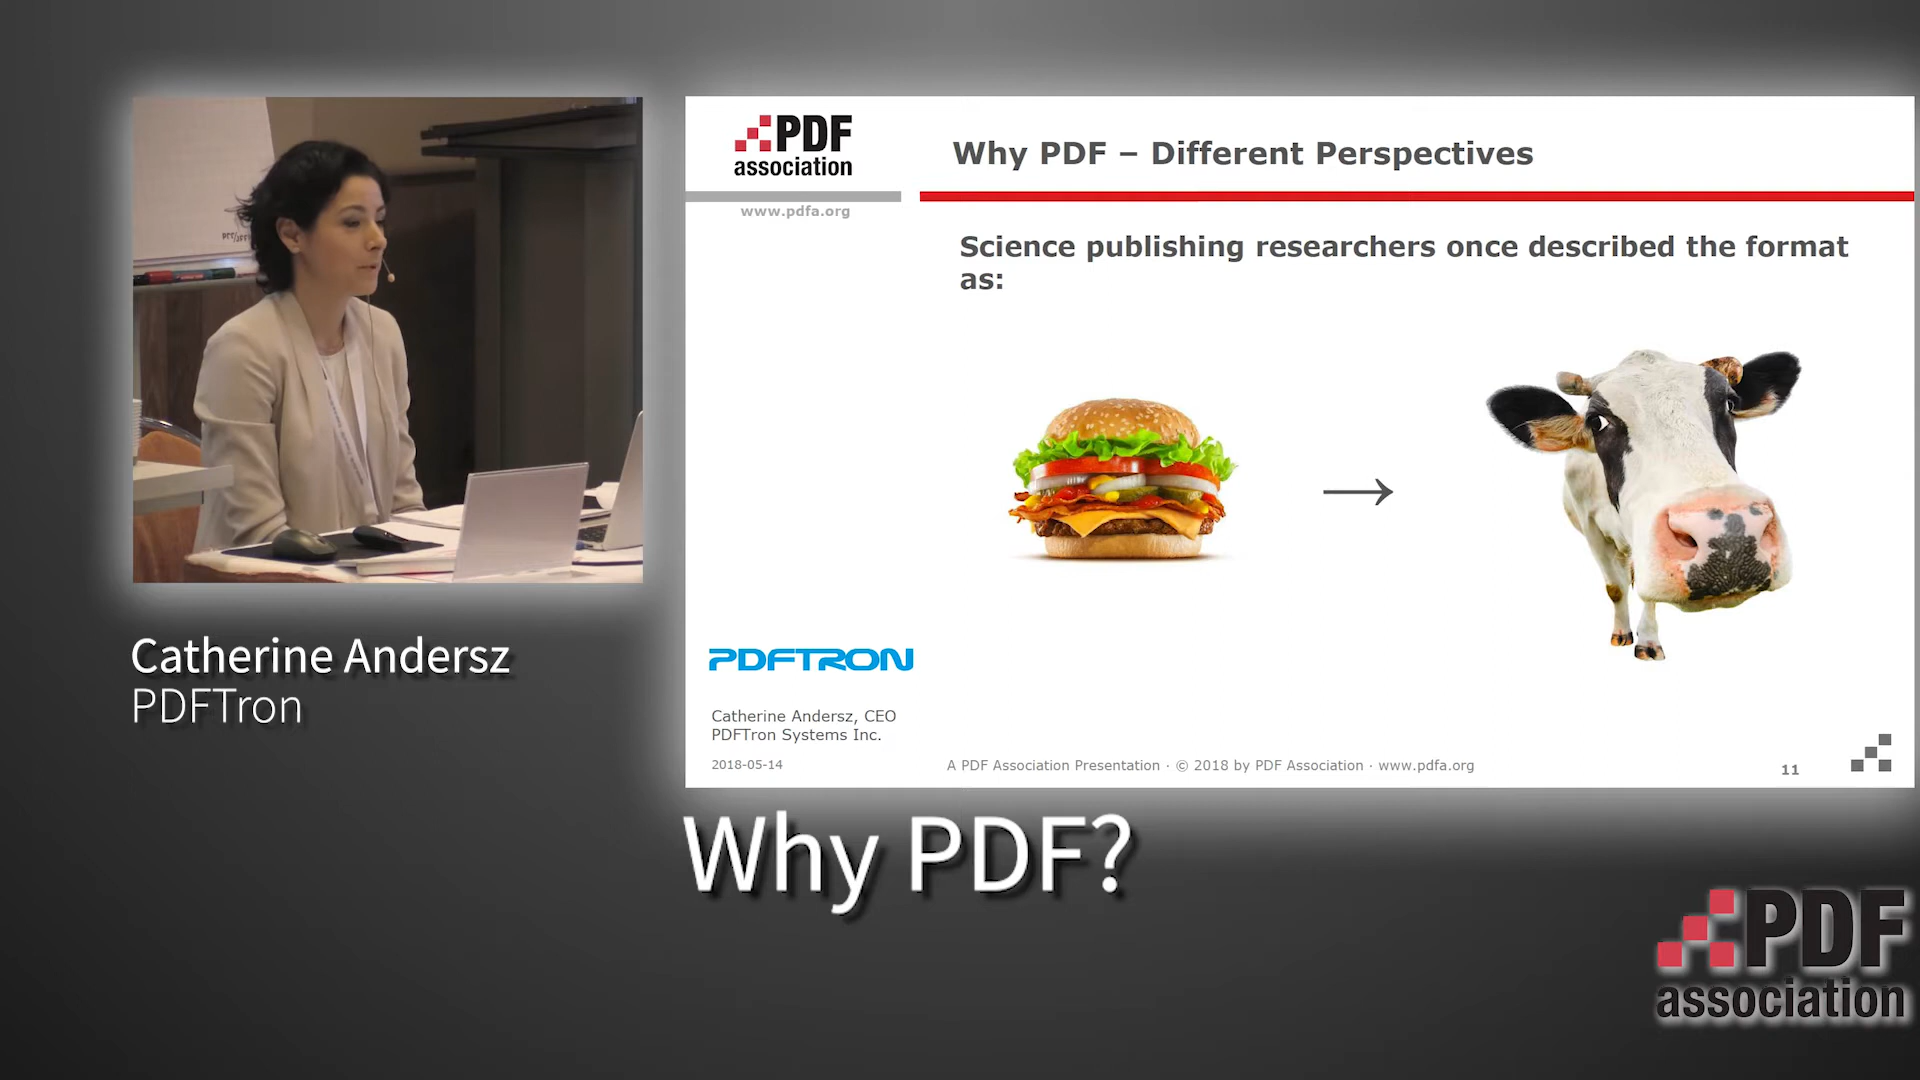 PDF
association
www.pdfa.org
Why PDF – Different Perspectives
Science publishing researchers once described the format
as:
PDFTRON
Catherine Andersz, CEO
PDFTron Systems Inc.
2018-05-14
A PDF Association Presentation · © 2018 by PDF Association · www.pdfa.org
11
Catherine Andersz
PDFTron
Why PDF?
PDF
association